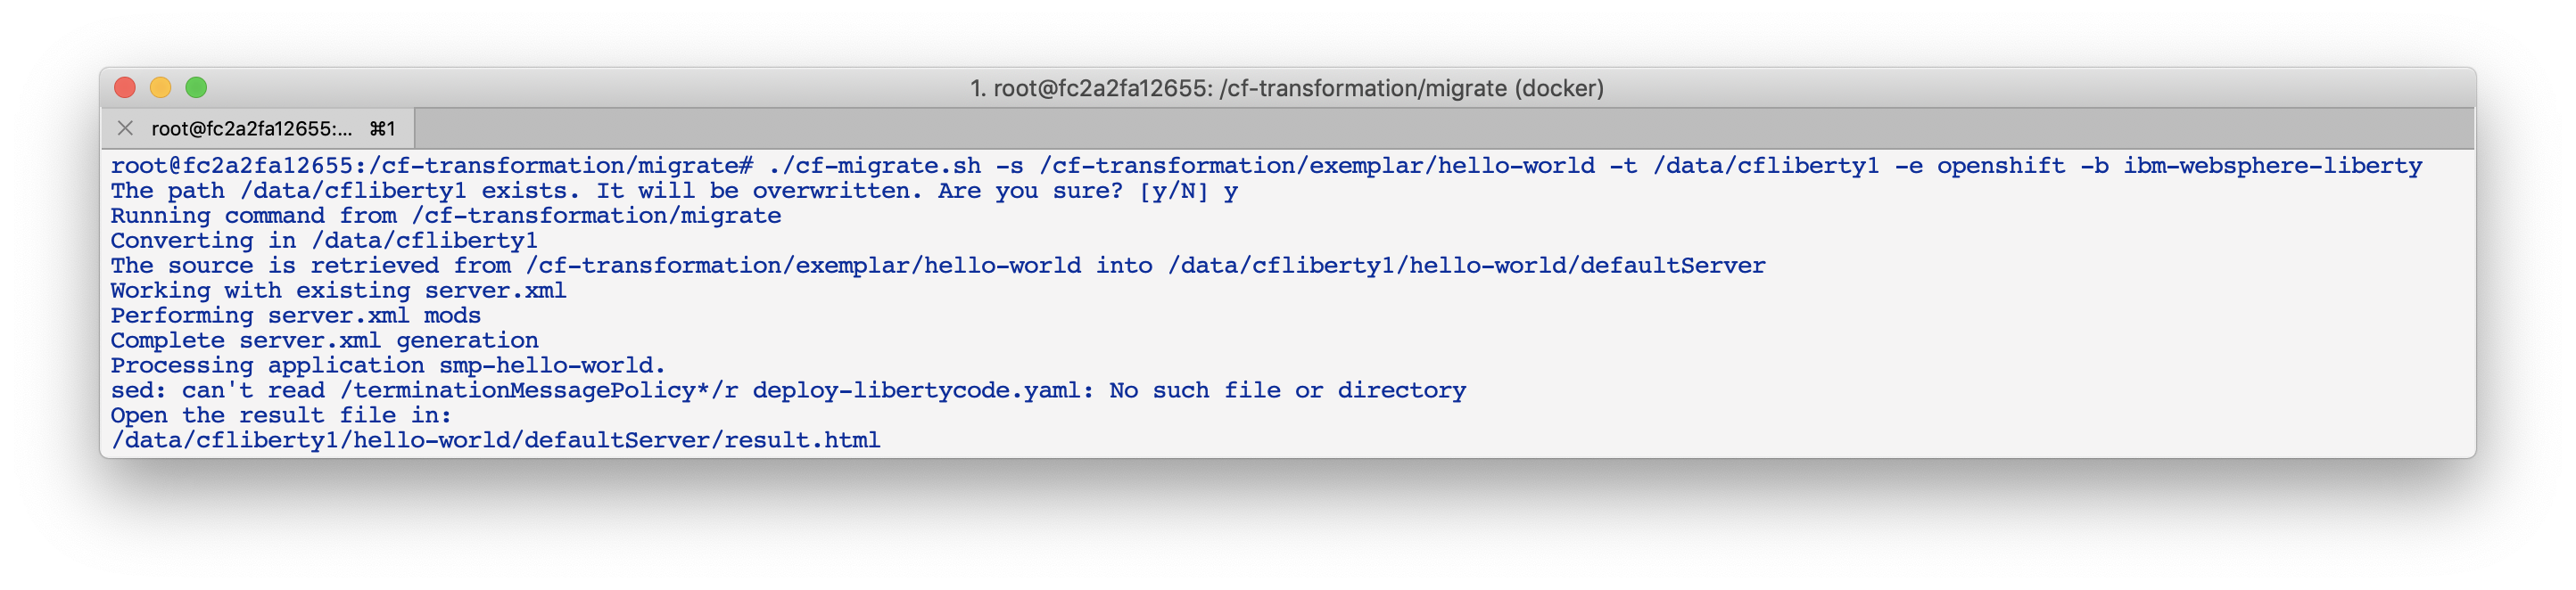 1. root@fc2a2fa12655: /cf-transformation/migrate (docker)
root@fc2a2fa12655:... ⌘1
root@fc2a2fa12655:/cf-transformation/migrate# ./cf-migrate.sh -s /cf-transformation/exemplar/hello-world -t /data/cfliberty1 -e openshift -b ibm-websphere-liberty
The path /data/cfliberty1 exists. It will be overwritten. Are you sure? [y/N] y
Running command from /cf-transformation/migrate
Converting in /data/cfliberty1
The source is retrieved from /cf-transformation/exemplar/hello-world into /data/cfliberty1/hello-world/defaultServer
Working with existing server.xml
Performing server.xml mods
Complete server.xml generation
Processing application smp-hello-world.
sed: can't read /terminationMessagePolicy*/r deploy-libertycode.yaml: No such file or directory
Open the result file in:
/data/cfliberty1/hello-world/defaultServer/result.html